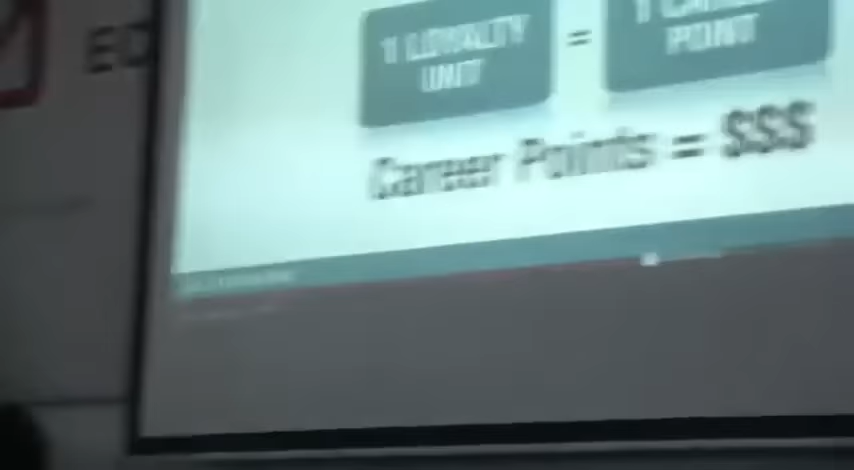 1 LOYALTY
UNIT
=
1 CAREER
POINT
Career Points = $$$